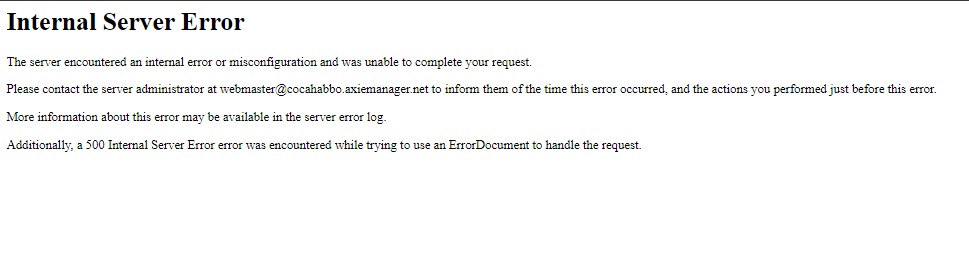 Internal Server Error
The server encountered an internal error or misconfiguration and was unable to complete your request.
Please contact the server administrator at webmaster@cocahabbo.axiemanager.net to inform them of the time this error occurred, and the actions you performed just before this error.
More information about this error may be available in the server error log.
Additionally, a 500 Internal Server Error error was encountered while trying to use an ErrorDocument to handle the request.